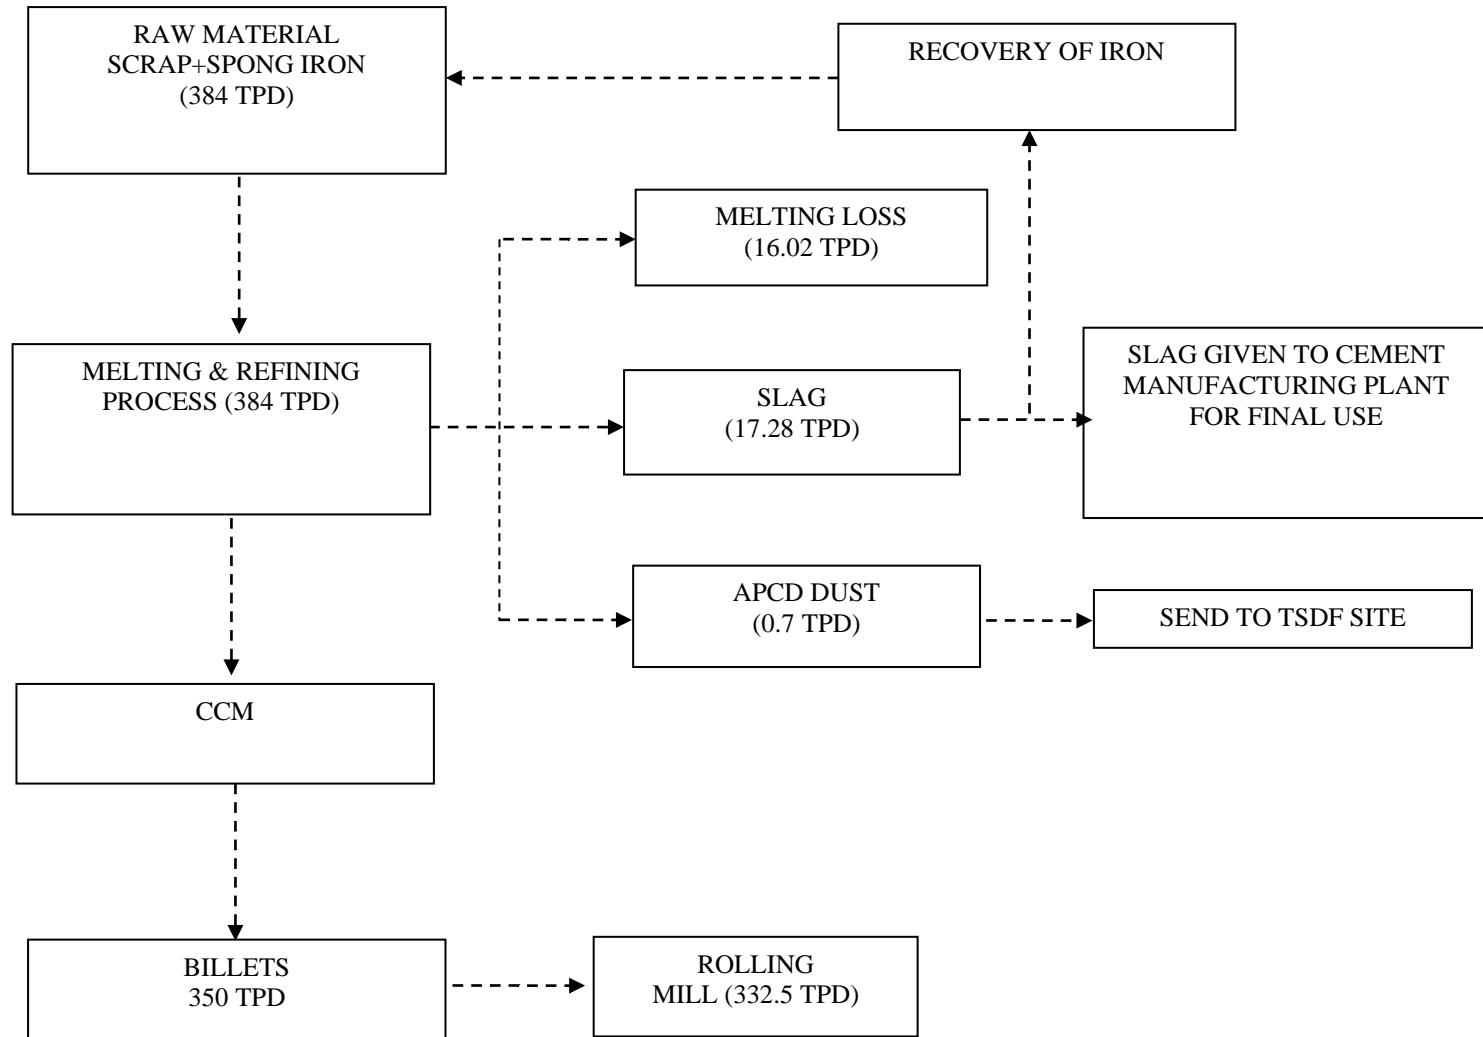 RAW MATERIAL
SCRAP+SPONG IRON
(384 TPD)
RECOVERY OF IRON
MELTING LOSS
(16.02 TPD)
MELTING & REFINING
PROCESS (384 TPD)
SLAG
(17.28 TPD)
SLAG GIVEN TO CEMENT
MANUFACTURING PLANT
FOR FINAL USE
APCD DUST
(0.7 TPD)
SEND TO TSDF SITE
CCM
BILLETS
350 TPD
ROLLING
MILL (332.5 TPD)